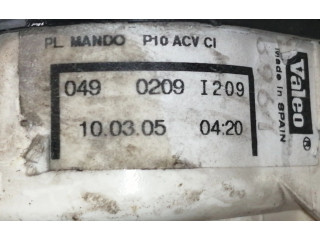 PL MANDO P10 ACV CI
049 0209 I209
10.03.05 04:20
Valeo
Made in SPAIN